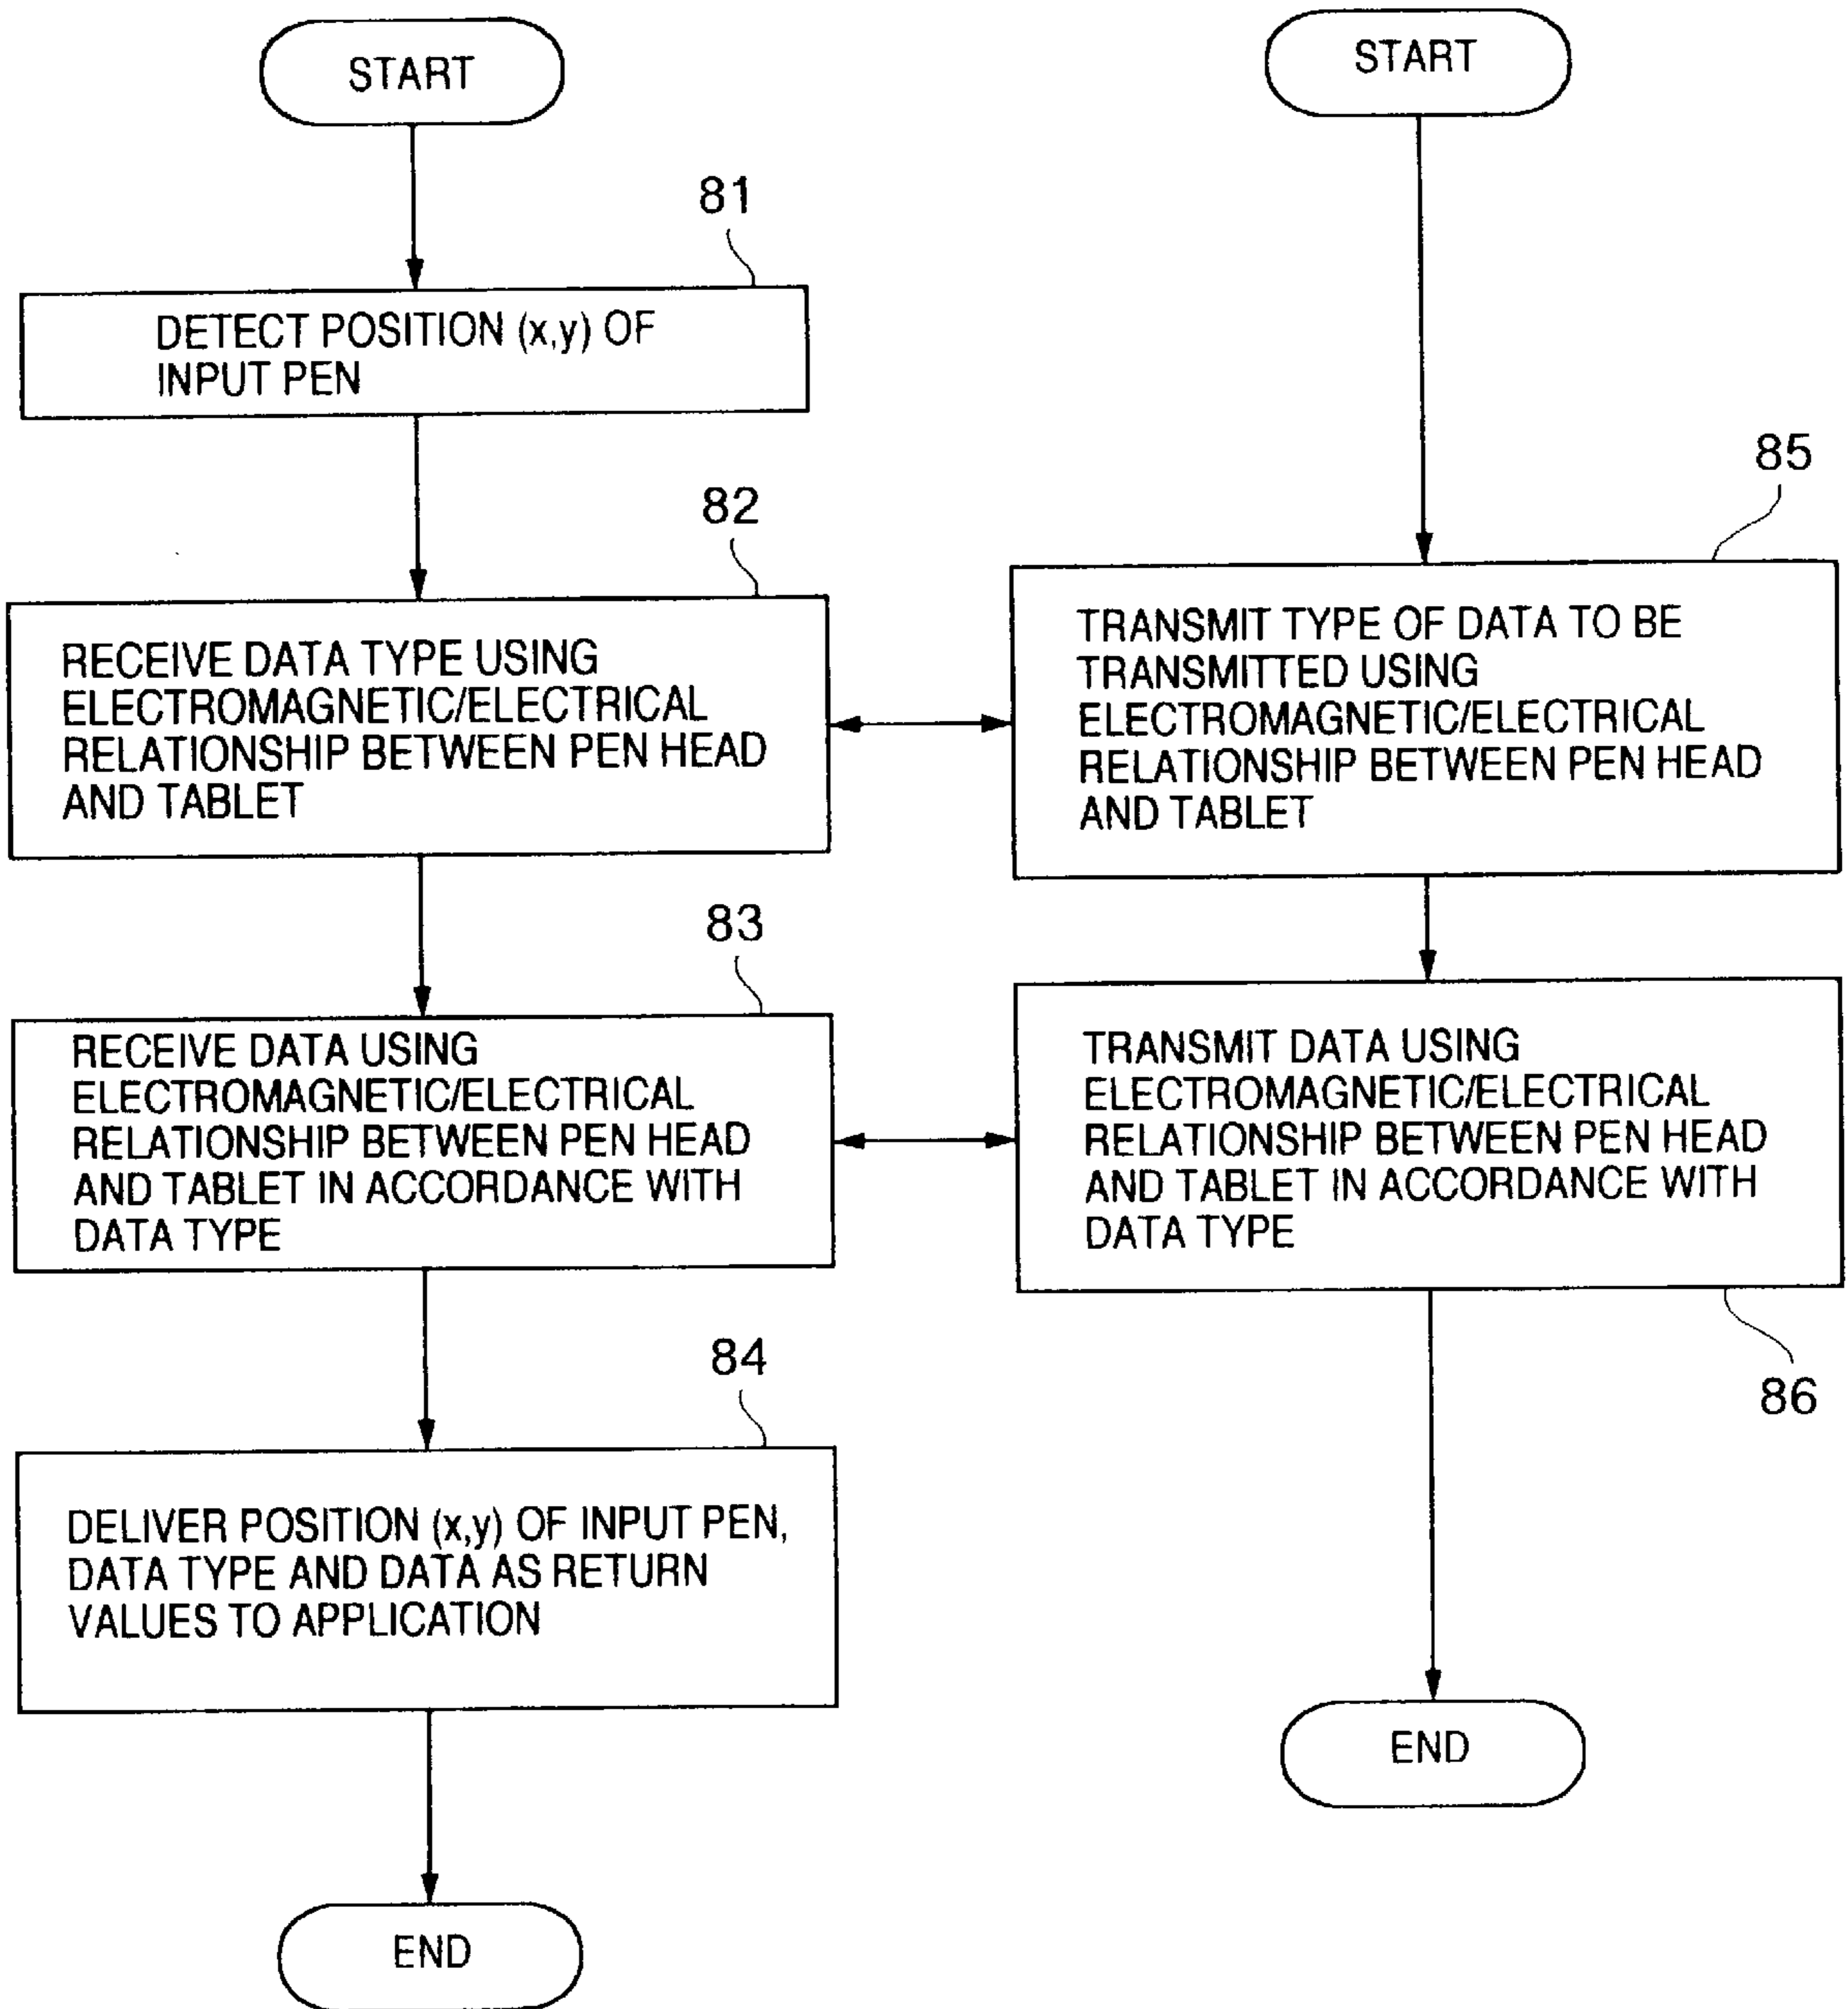 START
81
DETECT POSITION (x,y) OF
INPUT PEN
82
RECEIVE DATA TYPE USING
ELECTROMAGNETIC/ELECTRICAL
RELATIONSHIP BETWEEN PEN HEAD
AND TABLET
83
RECEIVE DATA USING
ELECTROMAGNETIC/ELECTRICAL
RELATIONSHIP BETWEEN PEN HEAD
AND TABLET IN ACCORDANCE WITH
DATA TYPE
84
DELIVER POSITION (x,y) OF INPUT PEN,
DATA TYPE AND DATA AS RETURN
VALUES TO APPLICATION
END
START
85
TRANSMIT TYPE OF DATA TO BE
TRANSMITTED USING
ELECTROMAGNETIC/ELECTRICAL
RELATIONSHIP BETWEEN PEN HEAD
AND TABLET
TRANSMIT DATA USING
ELECTROMAGNETIC/ELECTRICAL
RELATIONSHIP BETWEEN PEN HEAD
AND TABLET IN ACCORDANCE WITH
DATA TYPE
86
END